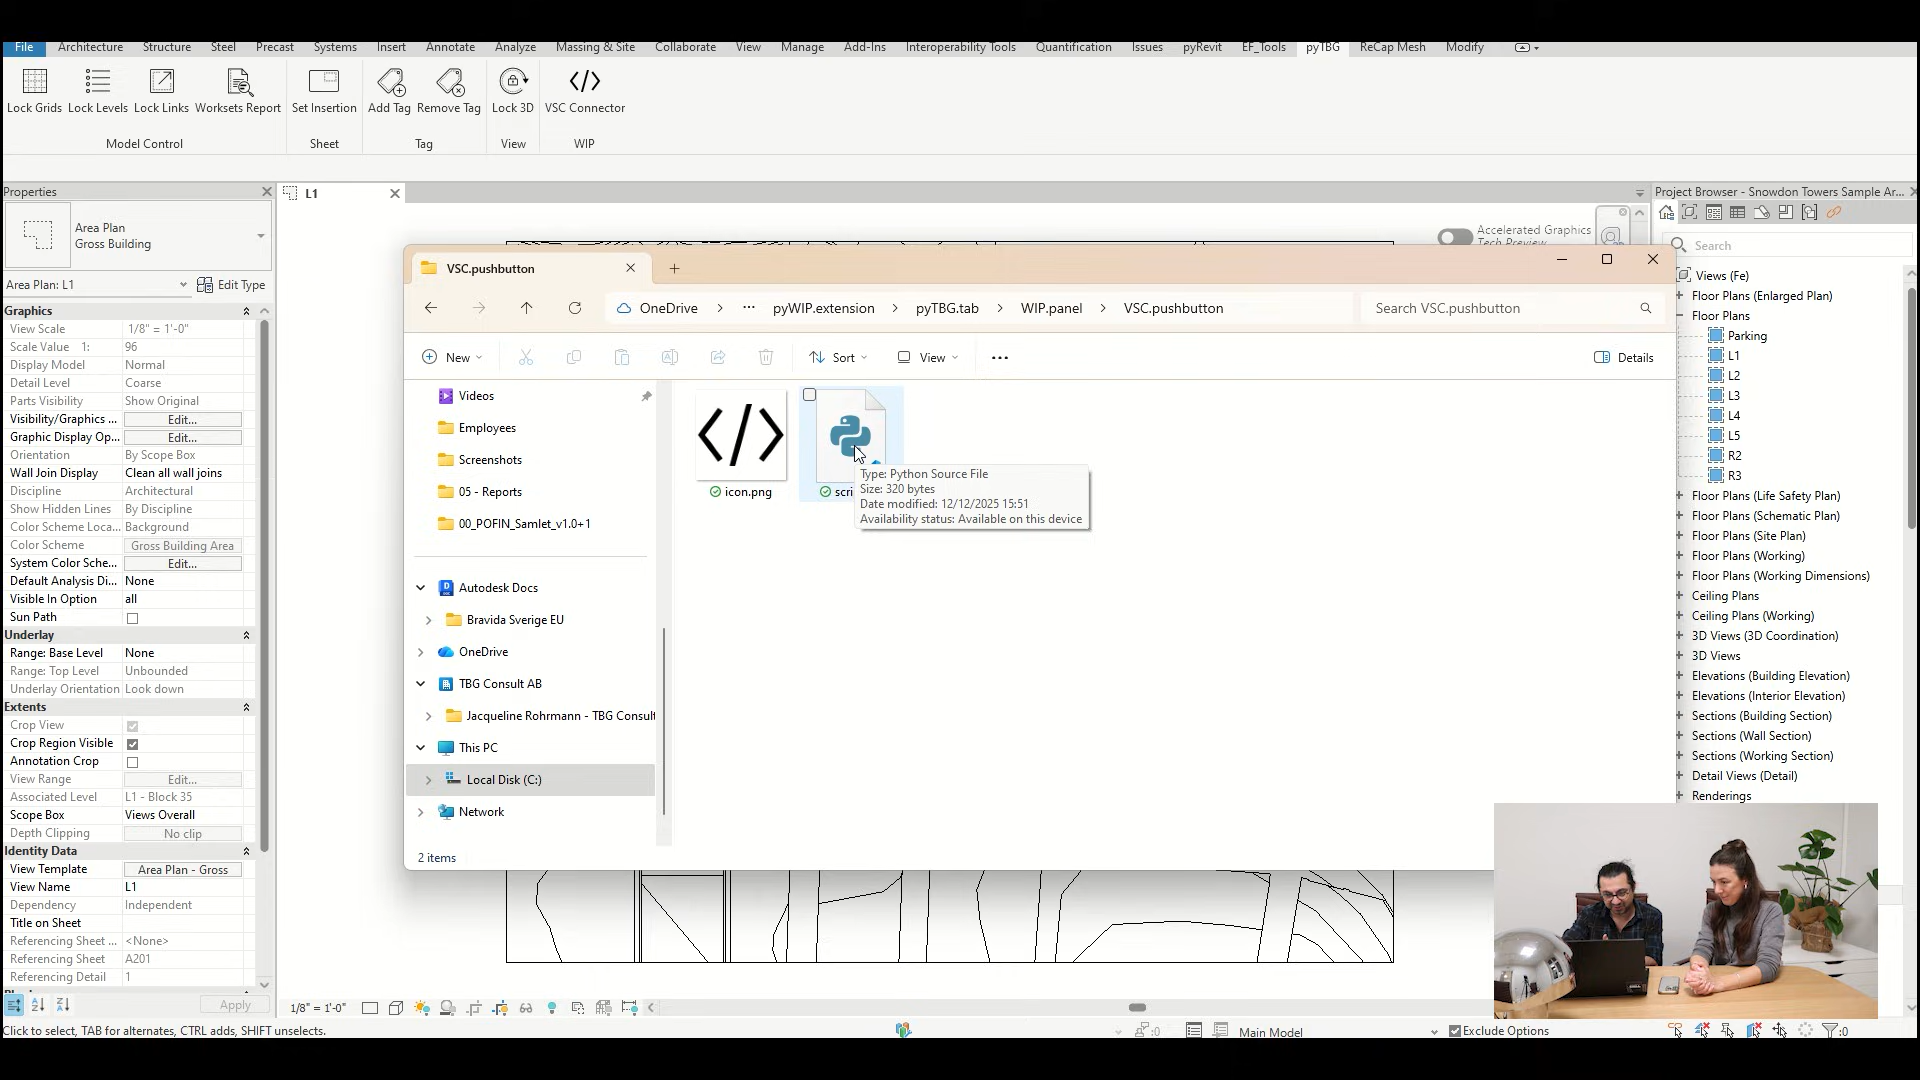 File Architecture Structure Steel Precast Systems Insert Annotate Analyze Massing & Site Collaborate View Manage Add-Ins Interoperability Tools Quantification Issues pyRevit EF_Tools pyTBG ReCap Mesh Modify
Lock Grids Lock Levels Lock Links Worksets Report Set Insertion Add Tag Remove Tag Lock 3D VSC Connector
Model Control Sheet Tag View WIP
Properties
L1
Project Browser - Snowdon Towers Sample Ar...
Area Plan
Gross Building
Area Plan: L1
Edit Type
Graphics
View Scale 1/8" = 1'-0"
Scale Value 1: 96
Display Model Normal
Detail Level Coarse
Parts Visibility Show Original
Visibility/Graphics ... Edit...
Graphic Display Op... Edit...
Orientation By Scope Box
Wall Join Display Clean all wall joins
Discipline Architectural
Show Hidden Lines By Discipline
Color Scheme Loca... Background
Color Scheme Gross Building Area
System Color Sche... Edit...
Default Analysis Di... None
Visible In Option all
Sun Path
Underlay
Range: Base Level None
Range: Top Level Unbounded
Underlay Orientation Look down
Extents
Crop View
Crop Region Visible
Annotation Crop
View Range Edit...
Associated Level L1 - Block 35
Scope Box Views Overall
Depth Clipping No clip
Identity Data
View Template Area Plan - Gross
View Name L1
Dependency Independent
Title on Sheet
Referencing Sheet ... <None>
Referencing Sheet A201
Referencing Detail 1
Apply
Accelerated Graphics
Tech Preview
VSC.pushbutton
OneDrive > ... pyWIP.extension > pyTBG.tab > WIP.panel > VSC.pushbutton
Search VSC.pushbutton
New Sort View ... Details
Videos
Employees
Screenshots
05 - Reports
00_POFIN_Samlet_v1.0+1
Autodesk Docs
Bravida Sverige EU
OneDrive
TBG Consult AB
Jacqueline Rohrmann - TBG Consult
This PC
Local Disk (C:)
Network
2 items
</>
icon.png
scri
Type: Python Source File
Size: 320 bytes
Date modified: 12/12/2025 15:51
Availability status: Available on this device
Search
Views (Fe)
Floor Plans (Enlarged Plan)
Floor Plans
Parking
L1
L2
L3
L4
L5
R2
R3
Floor Plans (Life Safety Plan)
Floor Plans (Schematic Plan)
Floor Plans (Site Plan)
Floor Plans (Working)
Floor Plans (Working Dimensions)
Ceiling Plans
Ceiling Plans (Working)
3D Views (3D Coordination)
3D Views
Elevations (Building Elevation)
Elevations (Interior Elevation)
Sections (Building Section)
Sections (Wall Section)
Sections (Working Section)
Detail Views (Detail)
Renderings
1/8" = 1'-0"
Click to select, TAB for alternates, CTRL adds, SHIFT unselects.
:0
Main Model
Exclude Options
:0